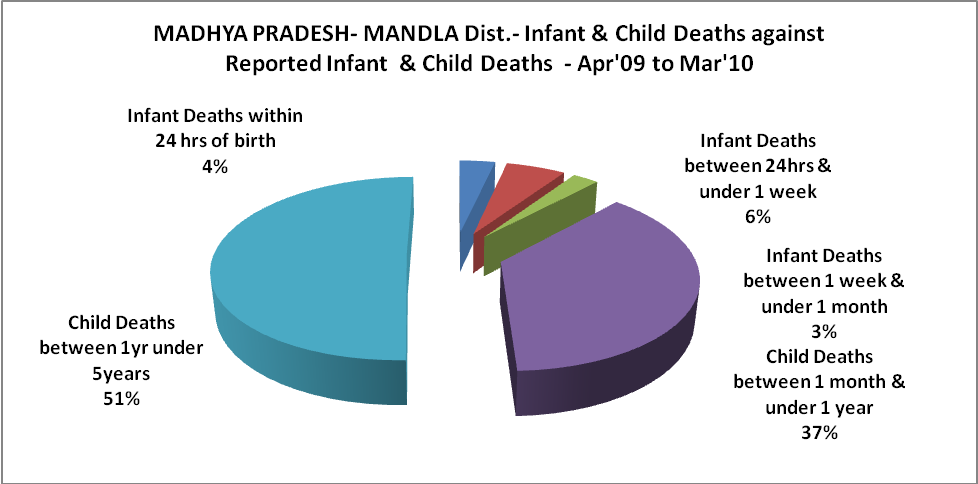 MADHYA PRADESH- MANDLA Dist.- Infant & Child Deaths against
Reported Infant & Child Deaths - Apr'09 to Mar'10
Infant Deaths within
24 hrs of birth
4%
Infant Deaths
between 24hrs &
under 1 week
6%
Infant Deaths
between 1 week &
under 1 month
3%
Child Deaths
between 1 month &
under 1 year
37%
Child Deaths
between 1yr under
5years
51%